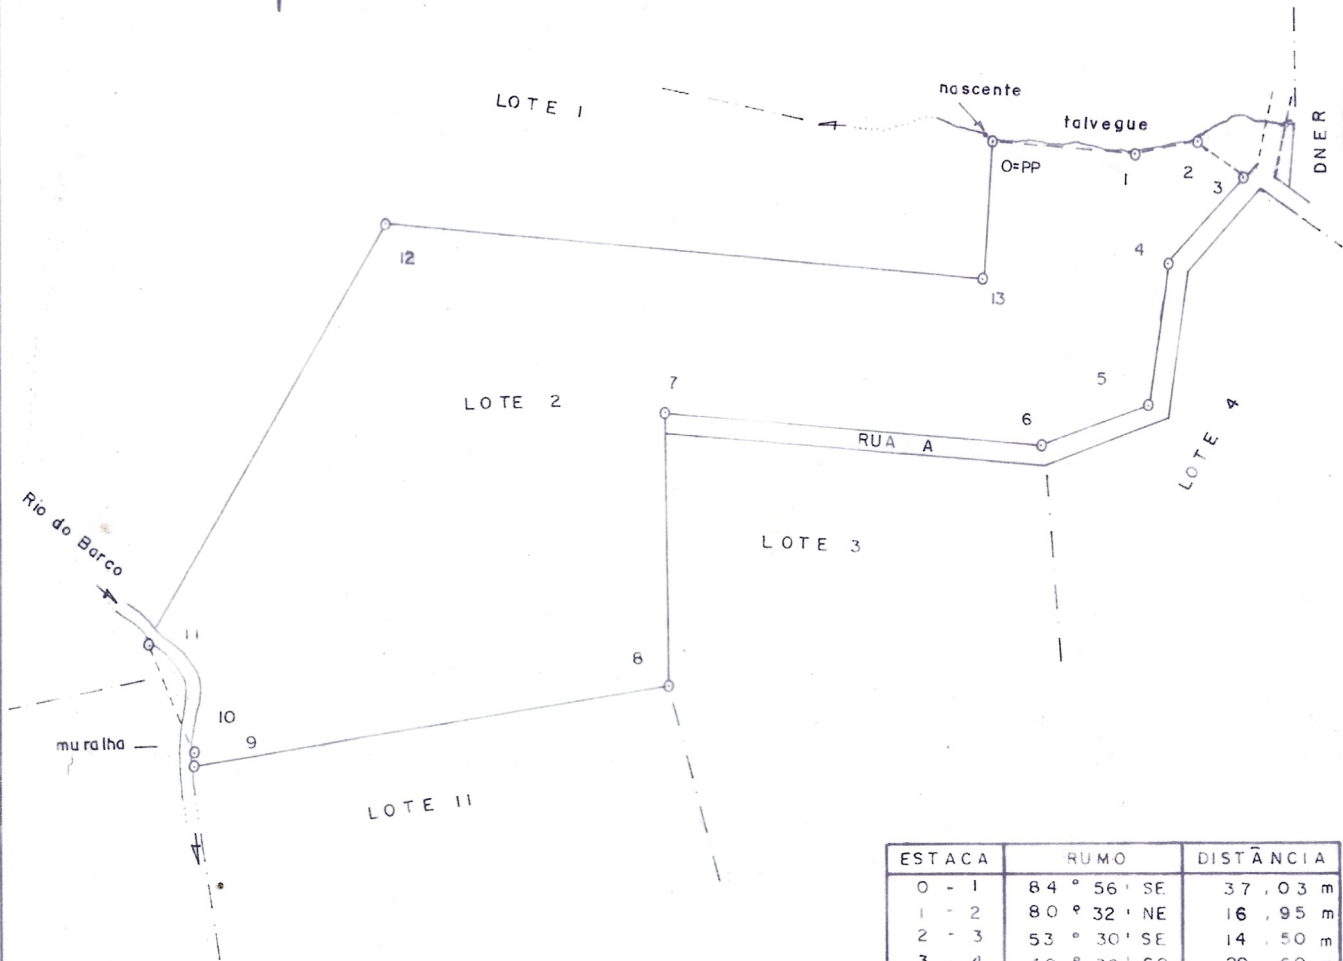 LOTE 1
nascente
talvegue
DNER
O=PP
1
2
3
4
12
13
5
7
LOTE 2
6
RUA A
LOTE 4
Rio do Barco
LOTE 3
11
8
10
muralha
9
LOTE 11
ESTACA RUMO DISTÂNCIA
0 - 1 84° 56' SE 37,03 m
1 - 2 80° 32' NE 16,95 m
2 - 3 53° 30' SE 14,50 m